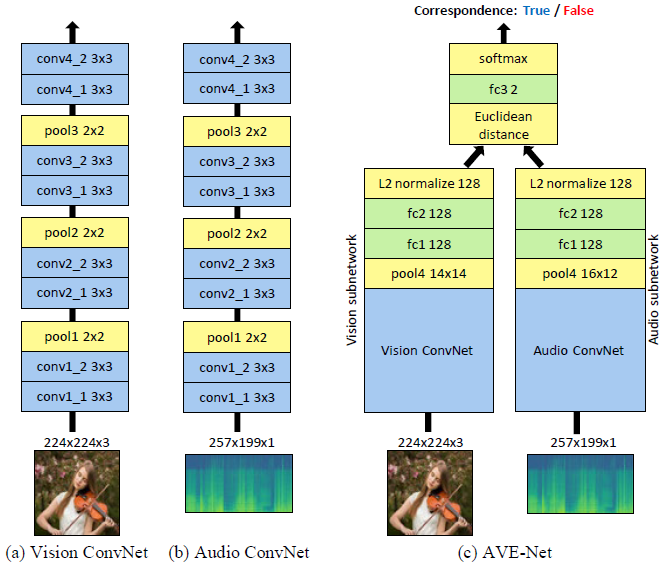 conv4_2 3x3
conv4_1 3x3
pool3 2x2
conv3_2 3x3
conv3_1 3x3
pool2 2x2
conv2_2 3x3
conv2_1 3x3
pool1 2x2
conv1_2 3x3
conv1_1 3x3
224x224x3
(a) Vision ConvNet
conv4_2 3x3
conv4_1 3x3
pool3 2x2
conv3_2 3x3
conv3_1 3x3
pool2 2x2
conv2_2 3x3
conv2_1 3x3
pool1 2x2
conv1_2 3x3
conv1_1 3x3
257x199x1
(b) Audio ConvNet
Correspondence: True / False
softmax
fc3 2
Euclidean
distance
Vision subnetwork
L2 normalize 128
fc2 128
fc1 128
pool4 14x14
Vision ConvNet
224x224x3
L2 normalize 128
fc2 128
fc1 128
pool4 16x12
Audio ConvNet
Audio subnetwork
257x199x1
(c) AVE-Net